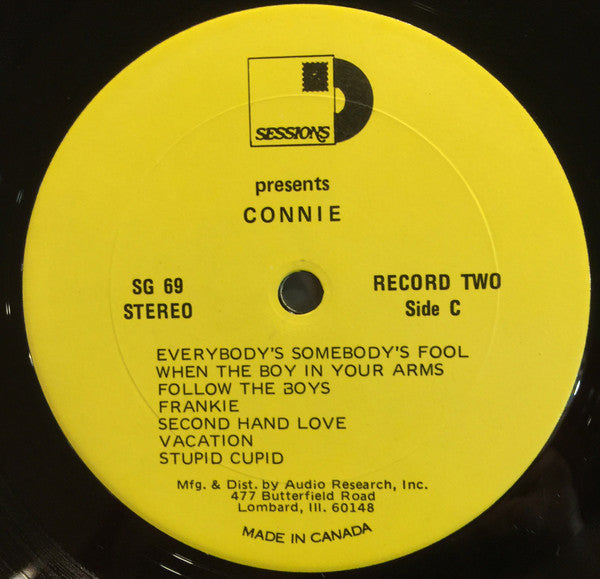 SESSIONS
presents
CONNIE
SG 69
STEREO
RECORD TWO
Side C
EVERYBODY'S SOMEBODY'S FOOL
WHEN THE BOY IN YOUR ARMS
FOLLOW THE BOYS
FRANKIE
SECOND HAND LOVE
VACATION
STUPID CUPID
Mfg. & Dist. by Audio Research, Inc.
477 Butterfield Road
Lombard, Ill. 60148
MADE IN CANADA